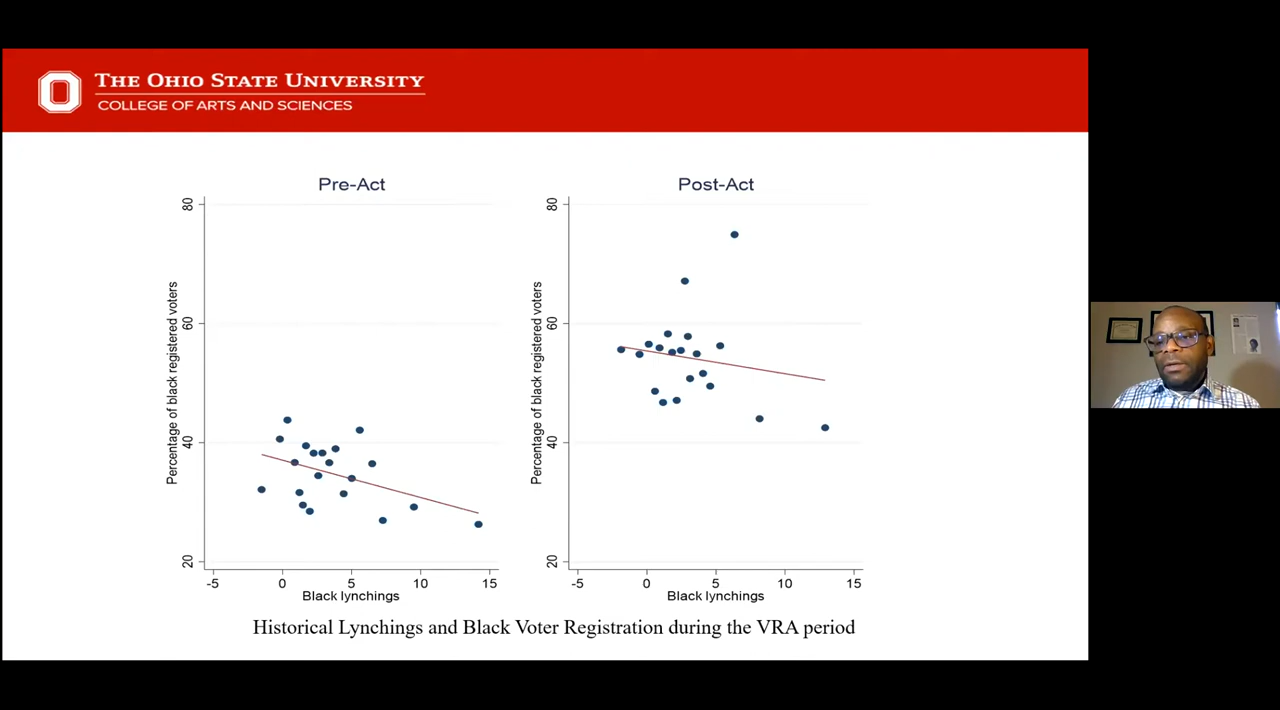 THE OHIO STATE UNIVERSITY
COLLEGE OF ARTS AND SCIENCES
Pre-Act
Percentage of black registered voters
80
60
40
20
-5 0 5 10 15
Black lynchings
Post-Act
Percentage of black registered voters
80
60
40
20
-5 0 5 10 15
Black lynchings
Historical Lynchings and Black Voter Registration during the VRA period